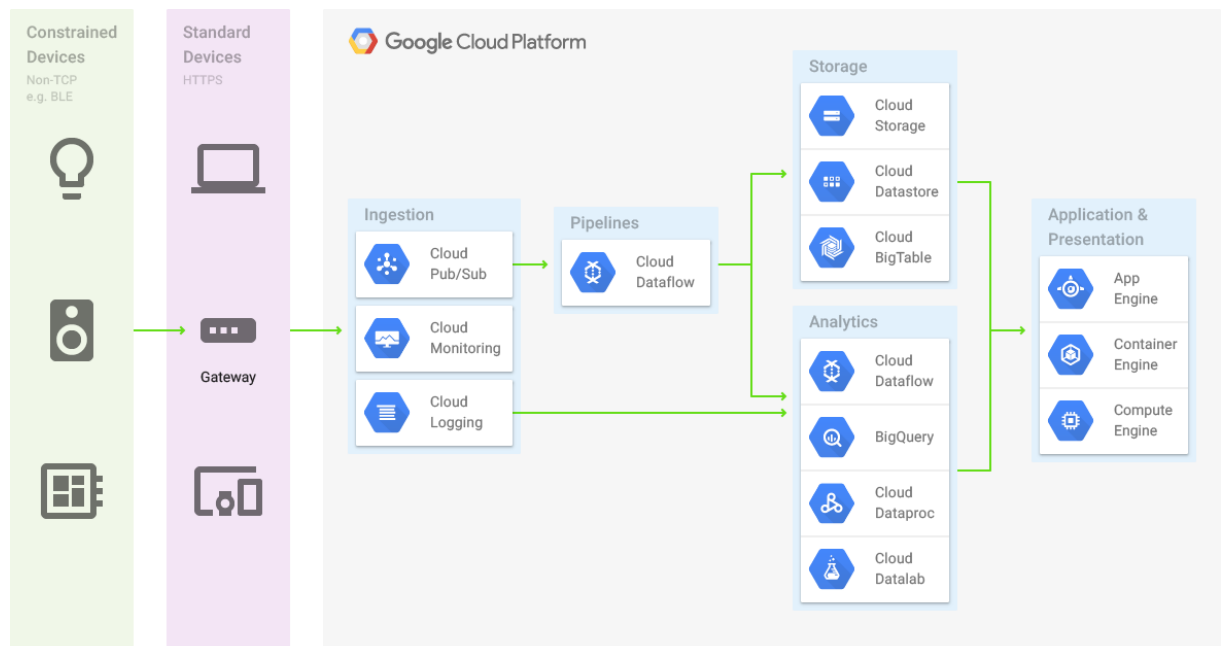 Constrained
Devices
Non-TCP
e.g. BLE
Standard
Devices
HTTPS
Gateway
Google Cloud Platform
Ingestion
Cloud
Pub/Sub
Cloud
Monitoring
Cloud
Logging
Pipelines
Cloud
Dataflow
Storage
Cloud
Storage
Cloud
Datastore
Cloud
BigTable
Analytics
Cloud
Dataflow
BigQuery
Cloud
Dataproc
Cloud
Datalab
Application &
Presentation
App
Engine
Container
Engine
Compute
Engine